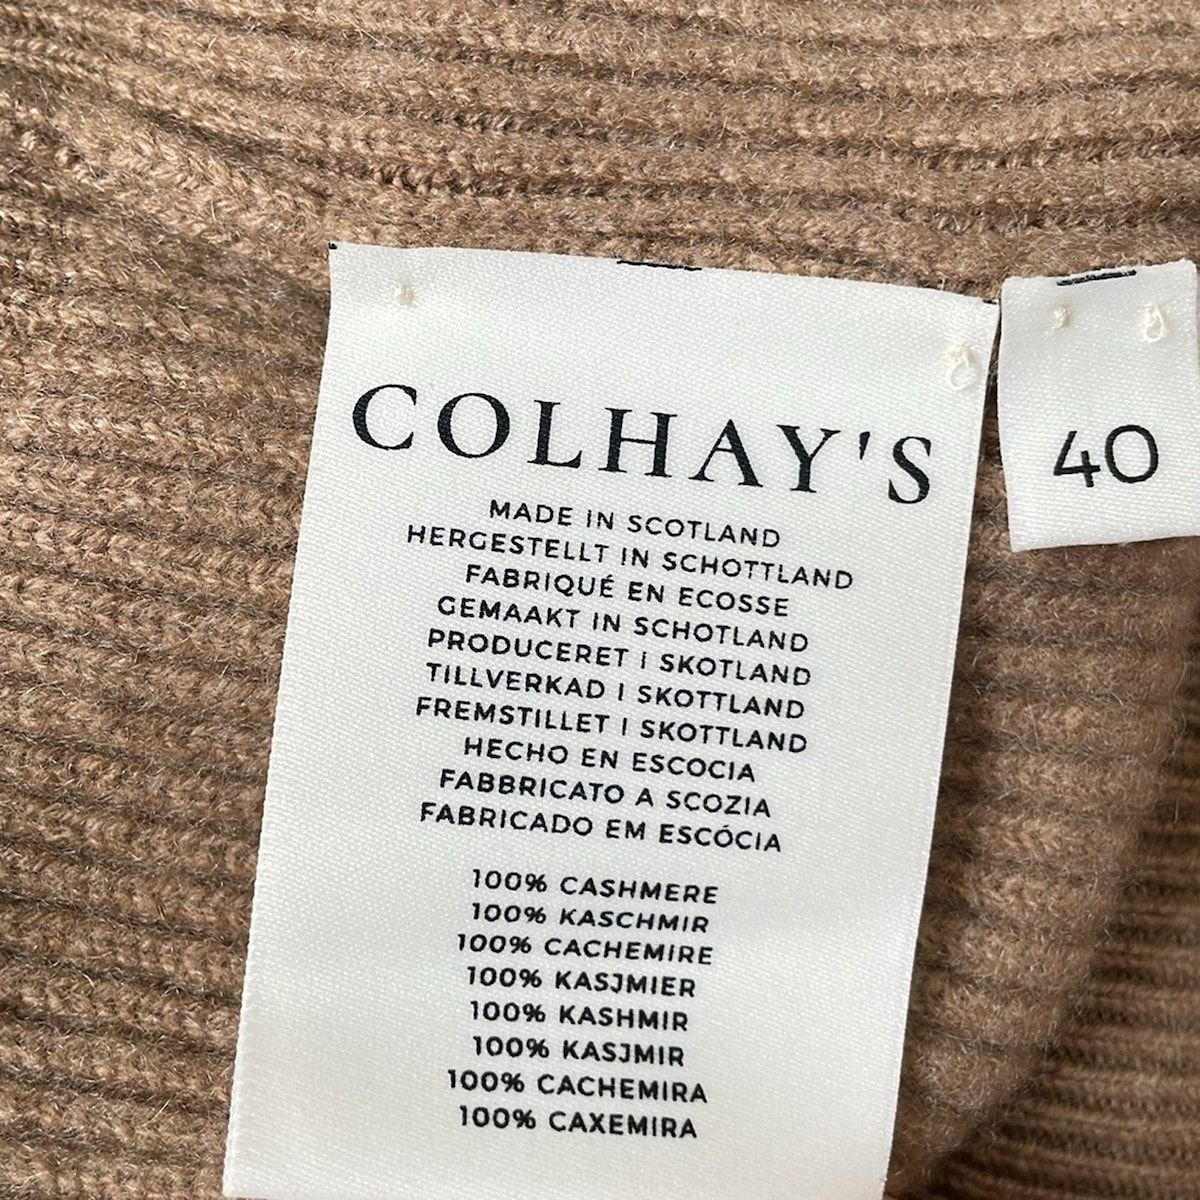 COLHAY'S
MADE IN SCOTLAND
HERGESTELLT IN SCHOTTLAND
FABRIQUÉ EN ECOSSE
GEMAAKT IN SCHOTLAND
PRODUCERET I SKOTLAND
TILLVERKAD I SKOTTLAND
FREMSTILLET I SKOTTLAND
HECHO EN ESCOCIA
FABBRICATO A SCOZIA
FABRICADO EM ESCÓCIA
100% CASHMERE
100% KASCHMIR
100% CACHEMIRE
100% KASJMIER
100% KASHMIR
100% KASJMIR
100% CACHEMIRA
100% CAXEMIRA
40